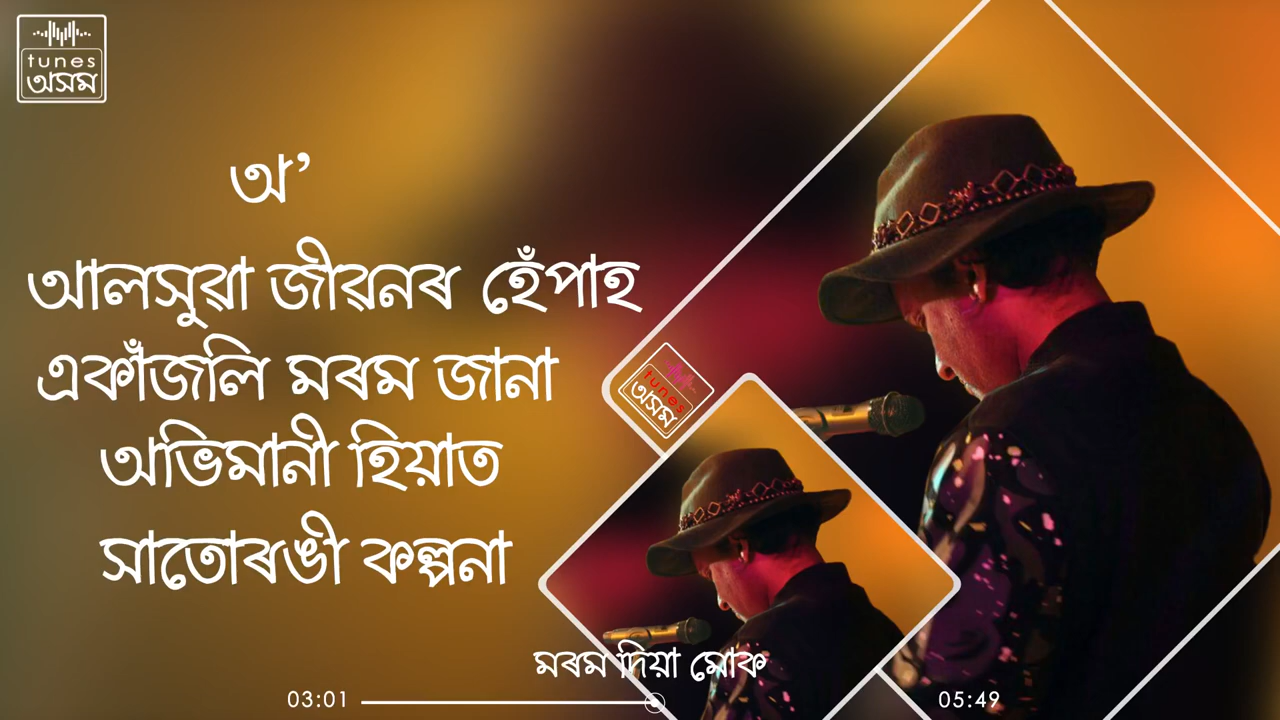 tunes
অসম
অ’
আলসুৱা জীৱনৰ হেঁপাহ
একাঁজলি মৰম জানা
অভিমানী হিয়াত
সাতোৰঙী কল্পনা
tunes
অসম
মৰম দিয়া মোক
03:01
05:49